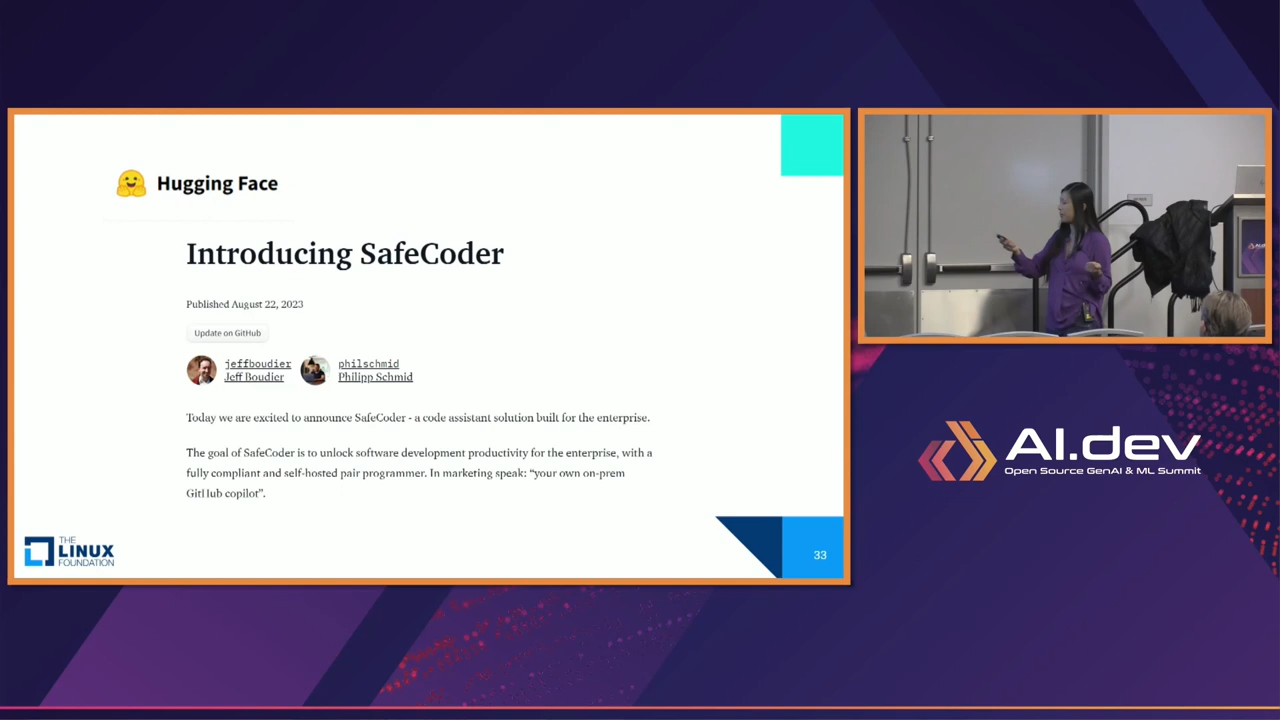 Hugging Face
Introducing SafeCoder
Published August 22, 2023
Update on GitHub
jeffboudier
Jeff Boudier
philschmid
Philipp Schmid
Today we are excited to announce SafeCoder - a code assistant solution built for the enterprise.
The goal of SafeCoder is to unlock software development productivity for the enterprise, with a
fully compliant and self-hosted pair programmer. In marketing speak: “your own on-prem
GitHub copilot”.
THE
LINUX
FOUNDATION
33
AI.dev
Open Source GenAI & ML Summit